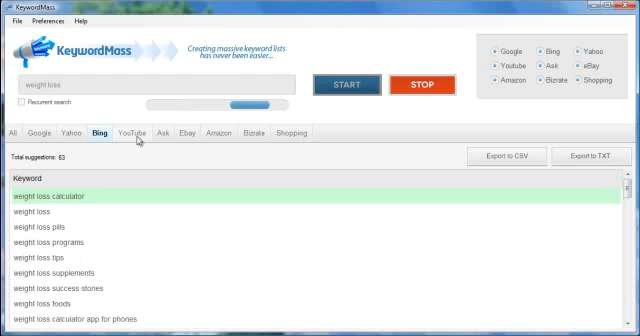 KeywordMass
File Preferences Help
KeywordMass
Creating massive keyword lists
has never been easier...
Google Bing Yahoo
Youtube Ask eBay
Amazon Bizrate Shopping
weight loss
START
STOP
Recurrent search
All Google Yahoo Bing YouTube Ask Ebay Amazon Bizrate Shopping
Total suggestions: 63
Export to CSV
Export to TXT
Keyword
weight loss calculator
weight loss
weight loss pills
weight loss programs
weight loss tips
weight loss supplements
weight loss success stories
weight loss foods
weight loss calculator app for phones